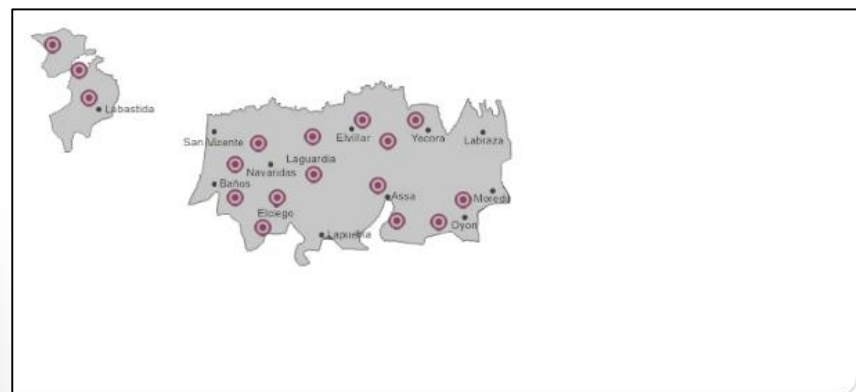 Labastida
Elvillar
Yecora
San Vicente
Labraza
Laguardia
Navaridas
Baños
Assa
Moreda
Elciego
Oyon
Lapuebla